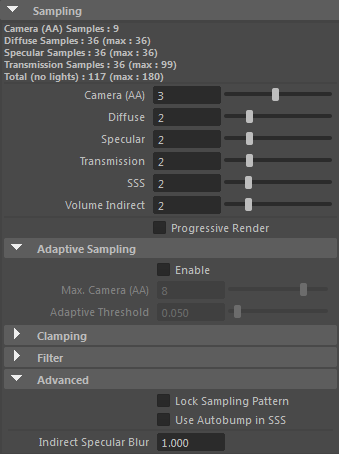 Sampling
Camera (AA) Samples : 9
Diffuse Samples : 36 (max : 36)
Specular Samples : 36 (max : 36)
Transmission Samples : 36 (max : 99)
Total (no lights) : 117 (max : 180)
Camera (AA) 3
Diffuse 2
Specular 2
Transmission 2
SSS 2
Volume Indirect 2
Progressive Render
Adaptive Sampling
Enable
Max. Camera (AA) 8
Adaptive Threshold 0.050
Clamping
Filter
Advanced
Lock Sampling Pattern
Use Autobump in SSS
Indirect Specular Blur 1.000